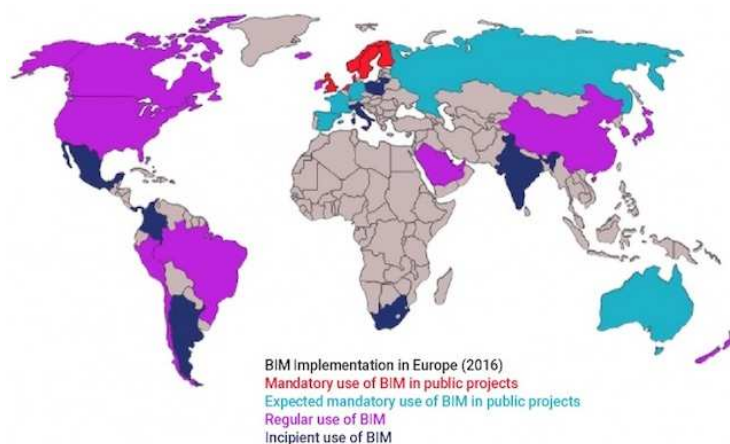 BIM Implementation in Europe (2016)
Mandatory use of BIM in public projects
Expected mandatory use of BIM in public projects
Regular use of BIM
Incipient use of BIM